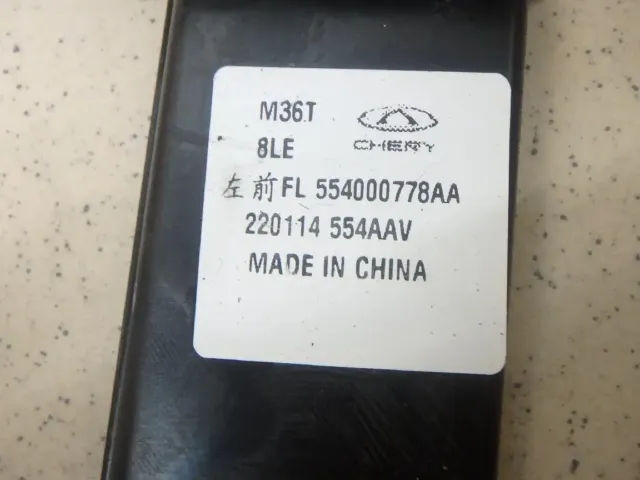 M36T
CHERY
8LE
左前FL 554000778AA
220114 554AAV
MADE IN CHINA